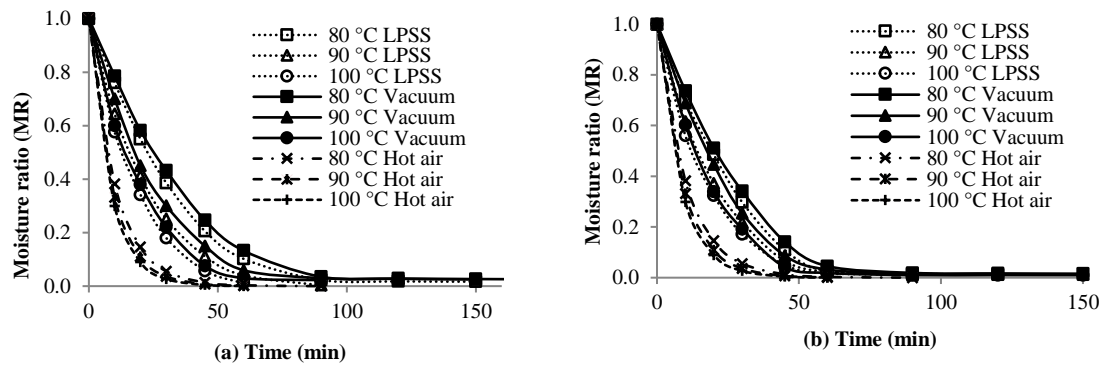 Moisture ratio (MR)
1.0
0.8
0.6
0.4
0.2
0.0
0
50
100
150
80 °C LPSS
90 °C LPSS
100 °C LPSS
80 °C Vacuum
90 °C Vacuum
100 °C Vacuum
80 °C Hot air
90 °C Hot air
100 °C Hot air
(a) Time (min)
Moisture ratio (MR)
1.0
0.8
0.6
0.4
0.2
0.0
0
50
100
150
80 °C LPSS
90 °C LPSS
100 °C LPSS
80 °C Vacuum
90 °C Vacuum
100 °C Vacuum
80 °C Hot air
90 °C Hot air
100 °C Hot air
(b) Time (min)